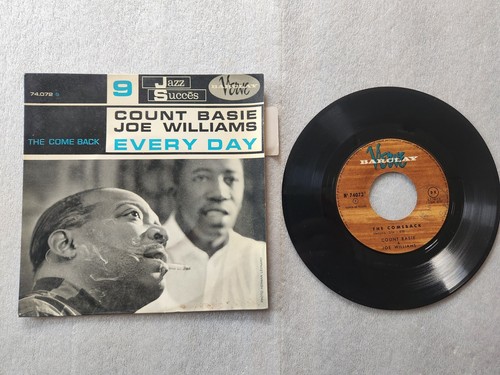 74.072
9
Jazz
Succès
Verve
BARCLAY
COUNT BASIE
JOE WILLIAMS
THE COME BACK
EVERY DAY
Verve
BARCLAY
THE COMEBACK
COUNT BASIE
JOE WILLIAMS